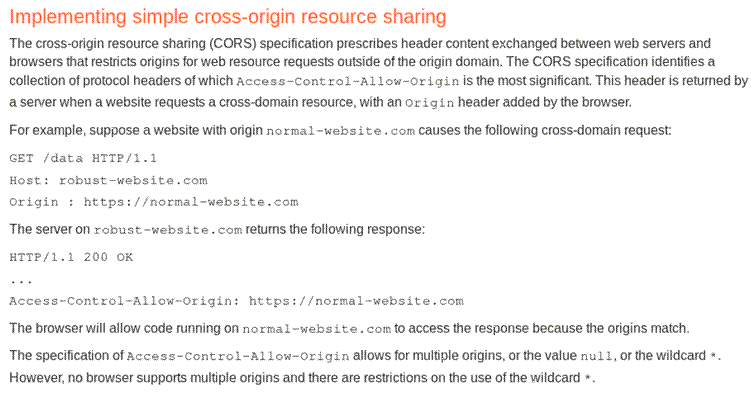 Implementing simple cross-origin resource sharing
The cross-origin resource sharing (CORS) specification prescribes header content exchanged between web servers and
browsers that restricts origins for web resource requests outside of the origin domain. The CORS specification identifies a
collection of protocol headers of which Access-Control-Allow-Origin is the most significant. This header is returned by
a server when a website requests a cross-domain resource, with an Origin header added by the browser.
For example, suppose a website with origin normal-website.com causes the following cross-domain request:
GET /data HTTP/1.1
Host: robust-website.com
Origin : https://normal-website.com
The server on robust-website.com returns the following response:
HTTP/1.1 200 OK
...
Access-Control-Allow-Origin: https://normal-website.com
The browser will allow code running on normal-website.com to access the response because the origins match.
The specification of Access-Control-Allow-Origin allows for multiple origins, or the value null, or the wildcard *.
However, no browser supports multiple origins and there are restrictions on the use of the wildcard *.